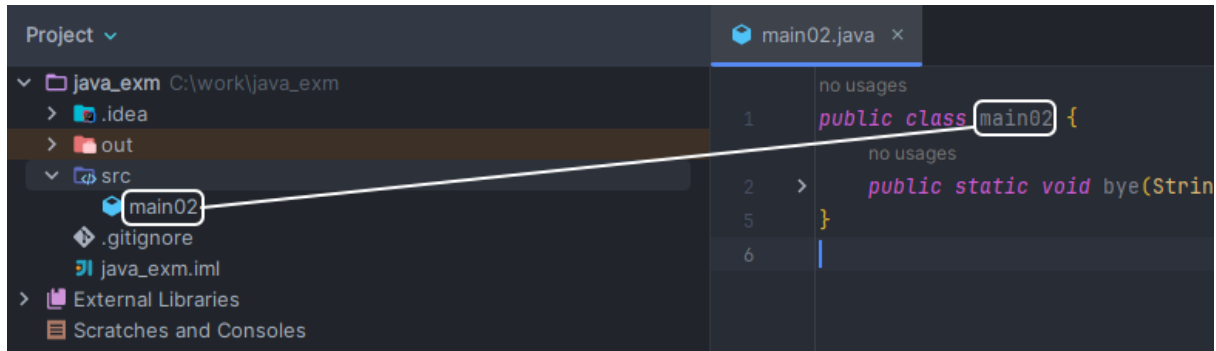 Project
java_exm C:\work\java_exm
.idea
out
src
main02
.gitignore
java_exm.iml
External Libraries
Scratches and Consoles
main02.java ×
no usages
1 public class main02 {
no usages
2 > public static void bye(Strin
5 }
6